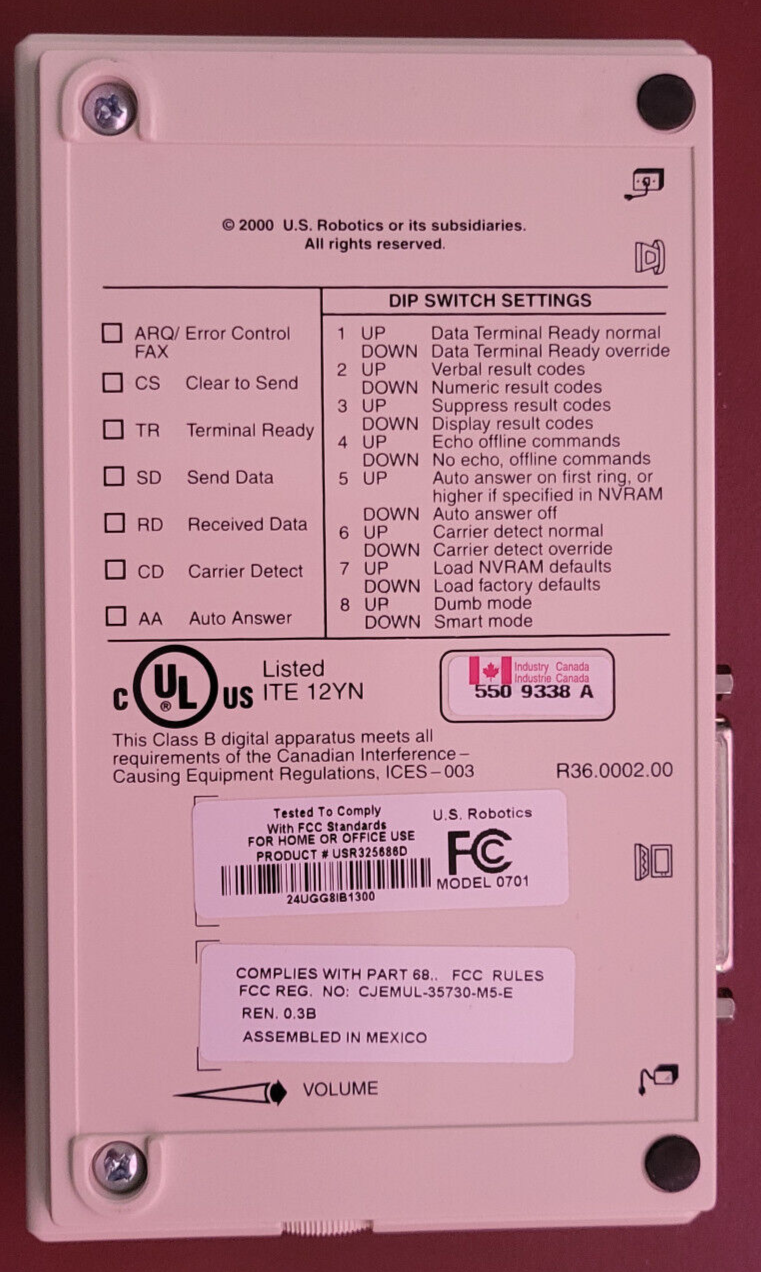 © 2000 U.S. Robotics or its subsidiaries.
All rights reserved.
ARQ/ Error Control
FAX
CS Clear to Send
TR Terminal Ready
SD Send Data
RD Received Data
CD Carrier Detect
AA Auto Answer
DIP SWITCH SETTINGS
1 UP Data Terminal Ready normal
DOWN Data Terminal Ready override
2 UP Verbal result codes
DOWN Numeric result codes
3 UP Suppress result codes
DOWN Display result codes
4 UP Echo offline commands
DOWN No echo, offline commands
5 UP Auto answer on first ring, or
higher if specified in NVRAM
DOWN Auto answer off
6 UP Carrier detect normal
DOWN Carrier detect override
7 UP Load NVRAM defaults
DOWN Load factory defaults
8 UP Dumb mode
DOWN Smart mode
C UL ® US
Listed
ITE 12YN
Industry Canada
Industrie Canada
550 9338 A
This Class B digital apparatus meets all
requirements of the Canadian Interference–
Causing Equipment Regulations, ICES–003
R36.0002.00
Tested To Comply
With FCC Standards
FOR HOME OR OFFICE USE
PRODUCT # USR325686D
24UGG8IB1300
U.S. Robotics
FC
MODEL 0701
COMPLIES WITH PART 68.. FCC RULES
FCC REG. NO: CJEMUL-35730-M5-E
REN. 0.3B
ASSEMBLED IN MEXICO
VOLUME